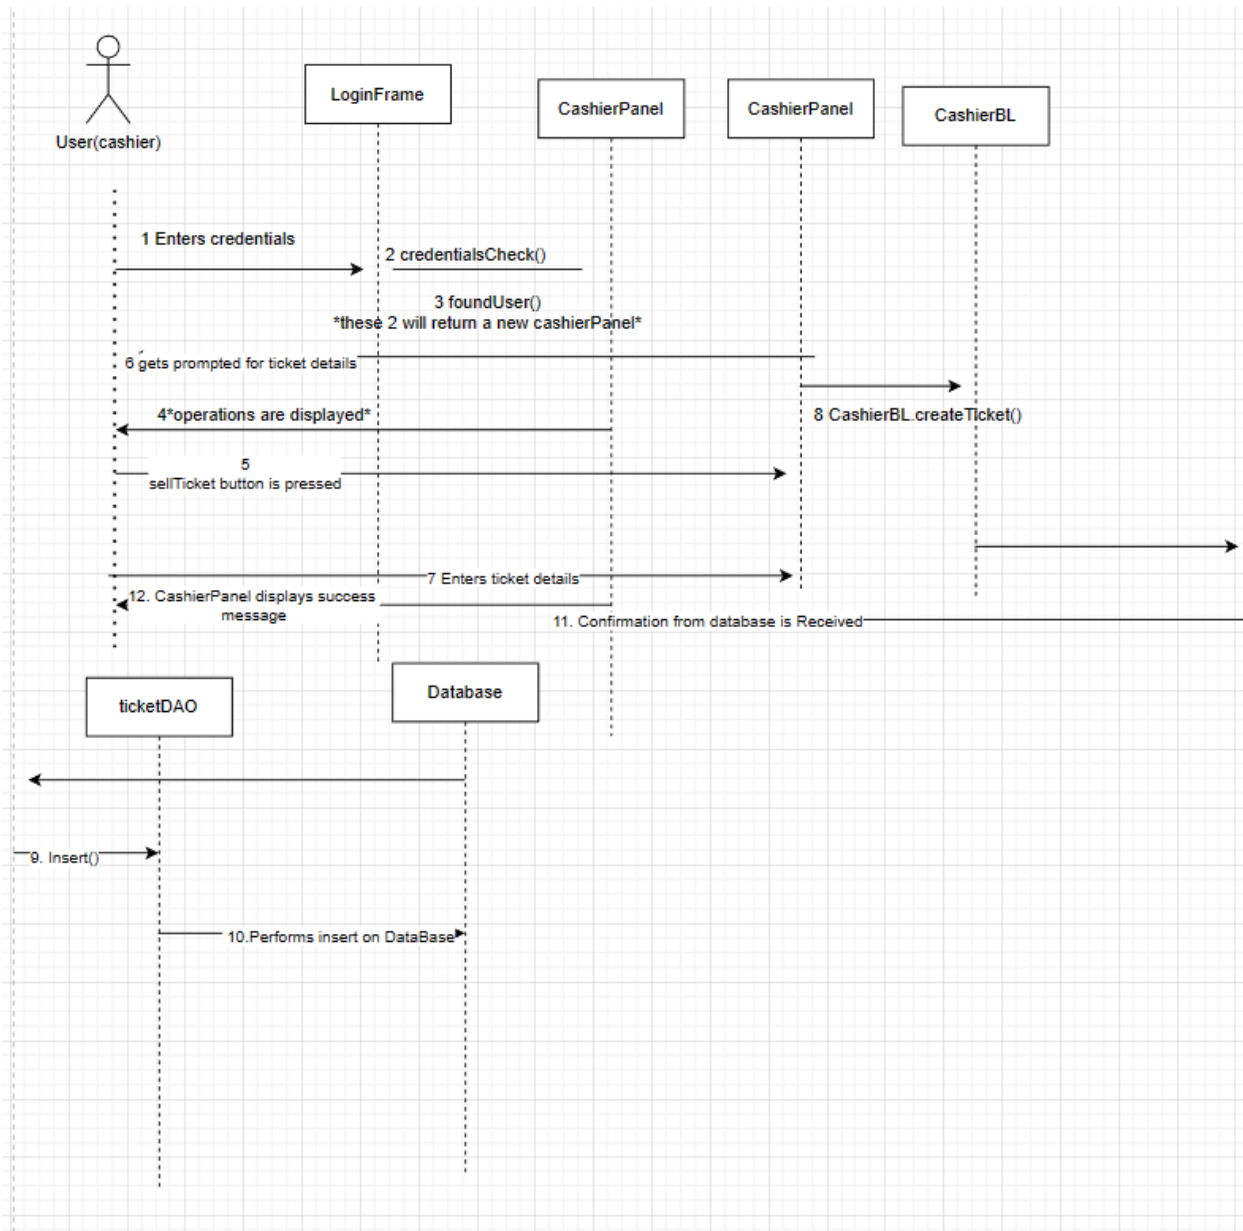 User(cashier)
LoginFrame
CashierPanel
CashierPanel
CashierBL
1 Enters credentials
2 credentialsCheck()
3 foundUser()
*these 2 will return a new cashierPanel*
6 gets prompted for ticket details
4*operations are displayed*
8 CashierBL.createTicket()
5
sellTicket button is pressed
7 Enters ticket details
12. CashierPanel displays success
message
11. Confirmation from database is Received
ticketDAO
Database
9. Insert()
10.Performs insert on DataBase